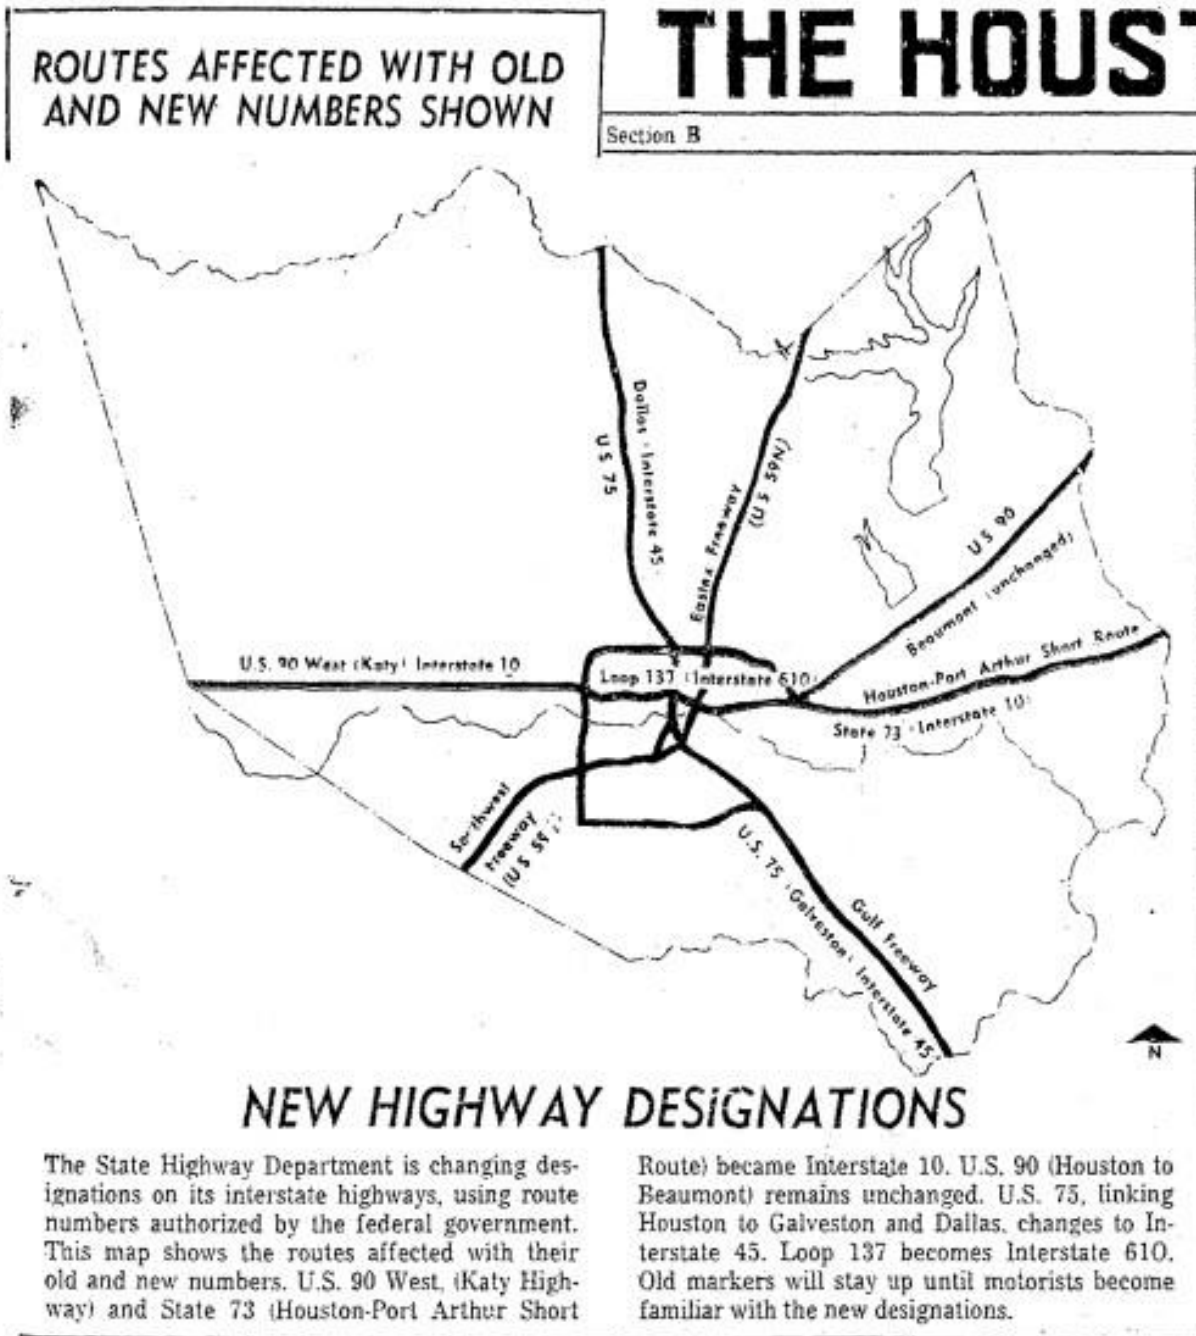 ROUTES AFFECTED WITH OLD
AND NEW NUMBERS SHOWN
THE HOUST
Section B
Dallas (Interstate 45)
US 75
Eastex Freeway
(US 59N)
US 90
Beaumont (unchanged)
Houston-Port Arthur Short Route
State 73 (Interstate 10)
U.S. 90 West (Katy) Interstate 10
Loop 137 (Interstate 610)
Southwest
Freeway
(US 59
U.S. 75 (Galveston) Interstate 45
Gulf Freeway
N
NEW HIGHWAY DESIGNATIONS
The State Highway Department is changing des-
ignations on its interstate highways, using route
numbers authorized by the federal government.
This map shows the routes affected with their
old and new numbers. U.S. 90 West, (Katy High-
way) and State 73 (Houston-Port Arthur Short
Route) became Interstate 10. U.S. 90 (Houston to
Beaumont) remains unchanged. U.S. 75, linking
Houston to Galveston and Dallas, changes to In-
terstate 45. Loop 137 becomes Interstate 610.
Old markers will stay up until motorists become
familiar with the new designations.